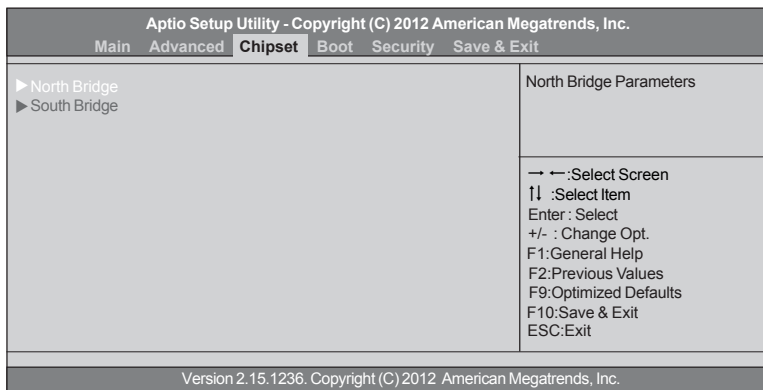 Aptio Setup Utility - Copyright (C) 2012 American Megatrends, Inc.
Main Advanced Chipset Boot Security Save & Exit
▶ North Bridge
▶ South Bridge
North Bridge Parameters
→ ←:Select Screen
↑↓ :Select Item
Enter : Select
+/- : Change Opt.
F1:General Help
F2:Previous Values
F9:Optimized Defaults
F10:Save & Exit
ESC:Exit
Version 2.15.1236. Copyright (C) 2012 American Megatrends, Inc.